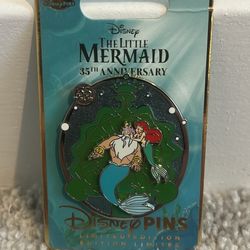 Disney
THE LITTLE
MERMAID
35TH ANNIVERSARY
DISNEY PINS
LIMITED EDITION
EDITION LIMITÉE